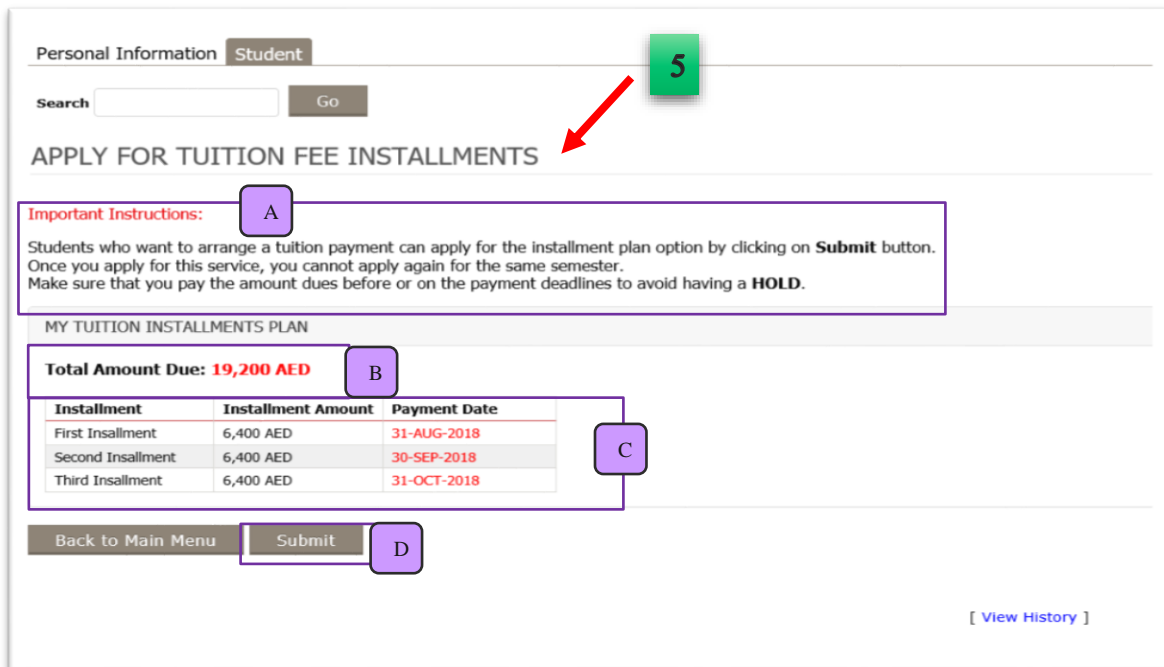 Personal Information Student
5
Search Go
APPLY FOR TUITION FEE INSTALLMENTS
A
Important Instructions:
Students who want to arrange a tuition payment can apply for the installment plan option by clicking on Submit button.
Once you apply for this service, you cannot apply again for the same semester.
Make sure that you pay the amount dues before or on the payment deadlines to avoid having a HOLD.
MY TUITION INSTALLMENTS PLAN
Total Amount Due: 19,200 AED
B
Installment Installment Amount Payment Date
First Insallment 6,400 AED 31-AUG-2018
Second Insallment 6,400 AED 30-SEP-2018
Third Insallment 6,400 AED 31-OCT-2018
C
Back to Main Menu Submit
D
[ View History ]